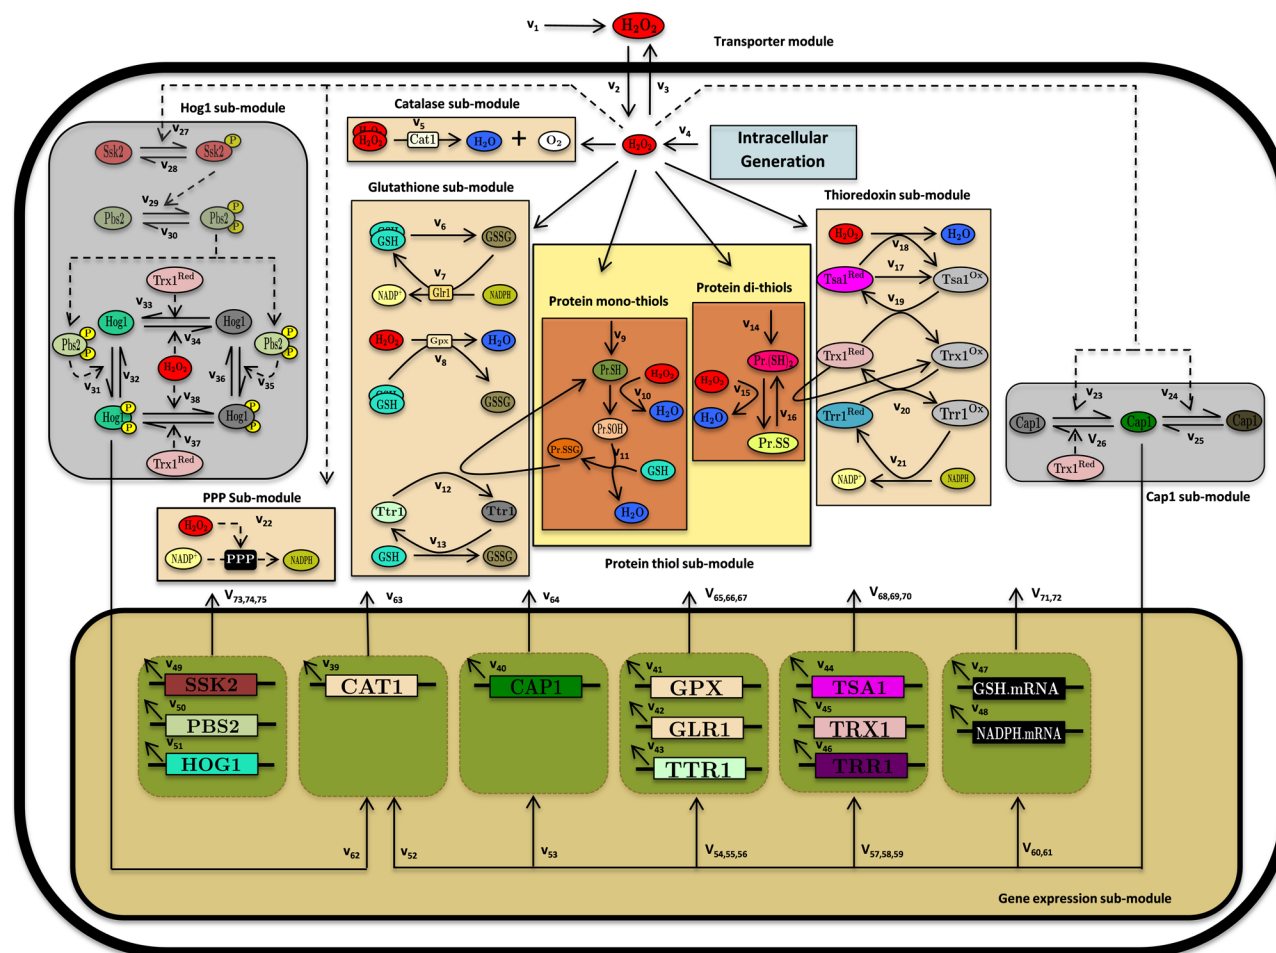 v₁
H₂O₂
Transporter module
v₂
v₃
Hog1 sub-module
v₂₇
Ssk2
Ssk2
P
v₂₈
v₂₉
Pbs2
Pbs2
P
P
v₃₀
Trx1ᴿᵉᵈ
v₃₃
Hog1
Hog1
v₃₄
Pbs2
P
P
H₂O₂
Pbs2
P
P
v₃₁
v₃₂
v₃₆
v₃₅
v₃₈
Hog1
P
P
Hog1
P
P
v₃₇
Trx1ᴿᵉᵈ
Catalase sub-module
H₂O₂
v₅
Cat1
H₂O
+
O₂
H₂O₂
v₄
Intracellular
Generation
Glutathione sub-module
GSH
GSH
v₆
GSSG
v₇
NADP⁺
Glr1
NADPH
H₂O₂
Gpx
H₂O
v₈
GSH
GSSG
v₁₂
Ttr1
Ttr1
v₁₃
GSH
GSSG
Protein mono-thiols
v₉
Pr.SH
H₂O₂
v₁₀
H₂O
Pr.SOH
v₁₁
Pr.SSG
GSH
H₂O
Protein di-thiols
v₁₄
Pr.(SH)₂
H₂O₂
v₁₅
H₂O
v₁₆
Pr.SS
Protein thiol sub-module
Thioredoxin sub-module
H₂O₂
H₂O
v₁₈
v₁₇
Tsa1ᴿᵉᵈ
Tsa1ᴼˣ
v₁₉
Trx1ᴿᵉᵈ
Trx1ᴼˣ
Trr1ᴿᵉᵈ
v₂₀
Trr1ᴼˣ
v₂₁
NADP⁺
NADPH
v₂₃
v₂₄
Cap1
Cap1
Cap1
v₂₆
v₂₅
Trx1ᴿᵉᵈ
Cap1 sub-module
PPP Sub-module
H₂O₂
v₂₂
NADP⁺
PPP
NADPH
V₇₃,₇₄,₇₅
v₆₃
v₆₄
V₆₅,₆₆,₆₇
V₆₈,₆₉,₇₀
V₇₁,₇₂
v₄₉
SSK2
v₅₀
PBS2
v₅₁
HOG1
v₃₉
CAT1
v₄₀
CAP1
v₄₁
GPX
v₄₂
GLR1
v₄₃
TTR1
v₄₄
TSA1
v₄₅
TRX1
v₄₆
TRR1
v₄₇
GSH.mRNA
v₄₈
NADPH.mRNA
v₆₂
v₅₂
v₅₃
V₅₄,₅₅,₅₆
V₅₇,₅₈,₅₉
V₆₀,₆₁
Gene expression sub-module